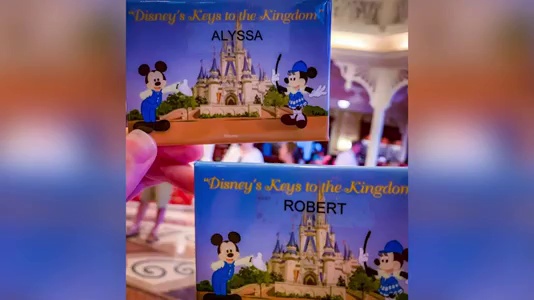 "Disney's Keys to the Kingdom"
ALYSSA
"Disney's Keys to the Kingdom
ROBERT